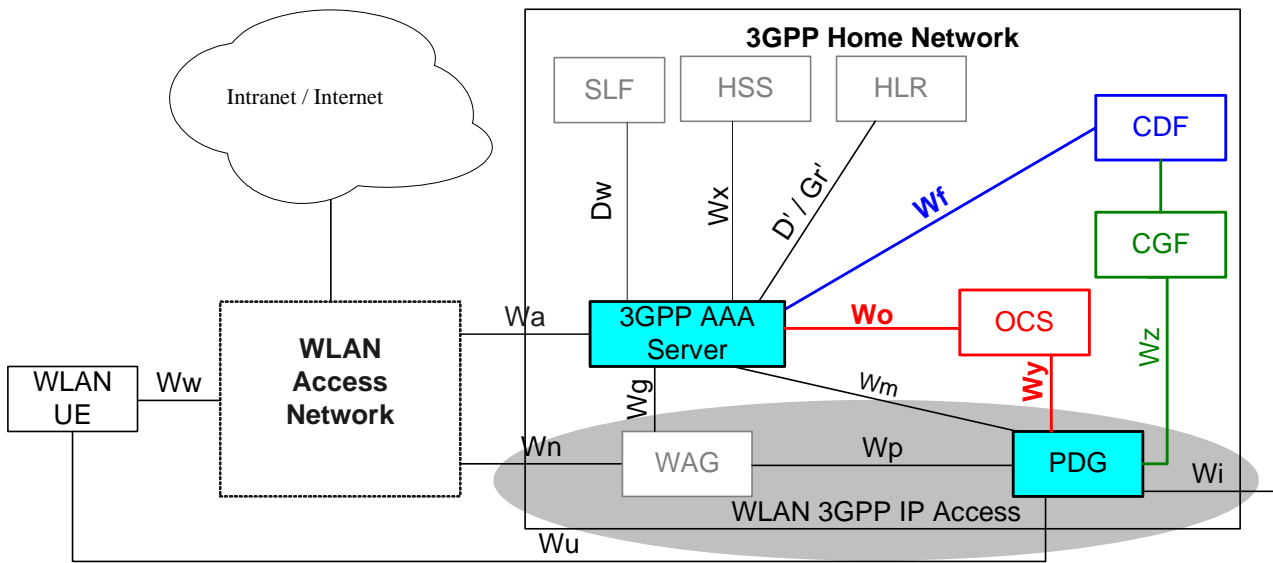 3GPP Home Network
Intranet / Internet
SLF
HSS
HLR
CDF
Dw
Wx
D' / Gr'
Wf
CGF
Wa
3GPP AAA
Server
Wo
OCS
Wz
WLAN
Access
Network
WLAN
UE
Ww
Wg
Wm
Wy
Wn
WAG
Wp
PDG
Wi
WLAN 3GPP IP Access
Wu